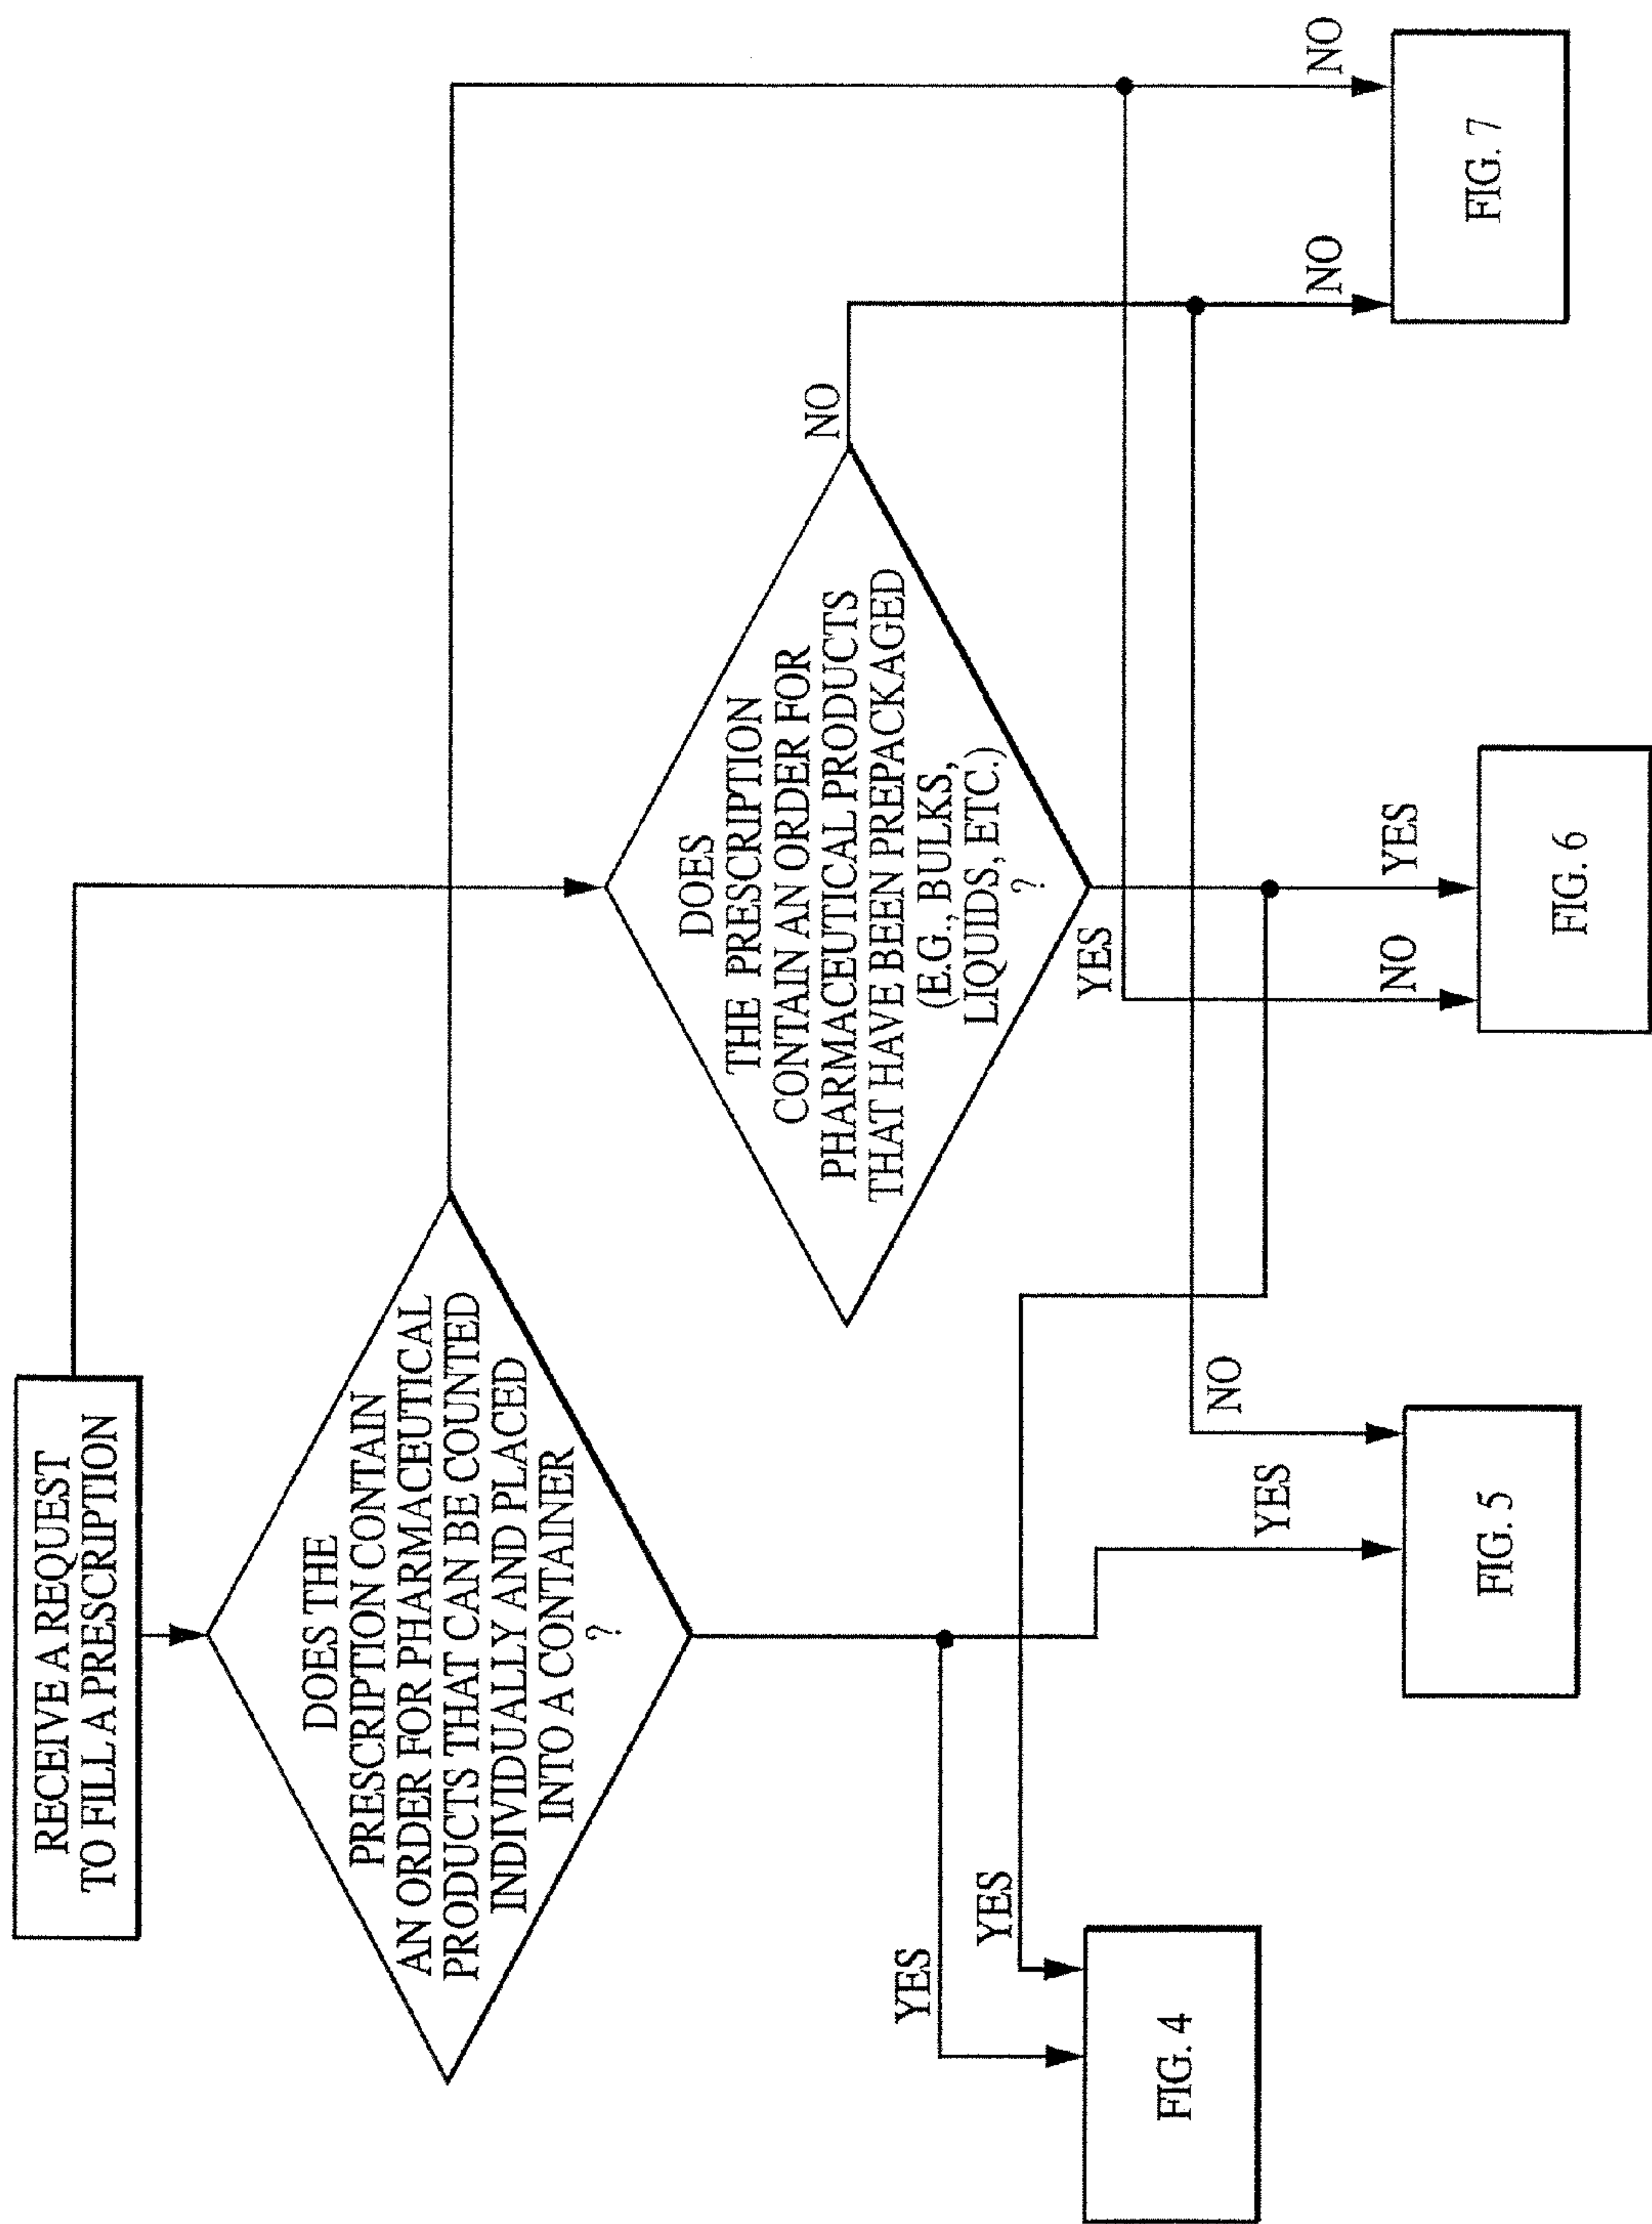 RECEIVE A REQUEST
TO FILL A PRESCRIPTION
DOES THE
PRESCRIPTION CONTAIN
AN ORDER FOR PHARMACEUTICAL
PRODUCTS THAT CAN BE COUNTED
INDIVIDUALLY AND PLACED
INTO A CONTAINER
?
DOES
THE PRESCRIPTION
CONTAIN AN ORDER FOR
PHARMACEUTICAL PRODUCTS
THAT HAVE BEEN PREPACKAGED
(E.G., BULKS,
LIQUIDS, ETC.)
?
NO
YES
YES
YES
YES
NO
NO
YES
NO
NO
FIG. 4
FIG. 5
FIG. 6
FIG. 7